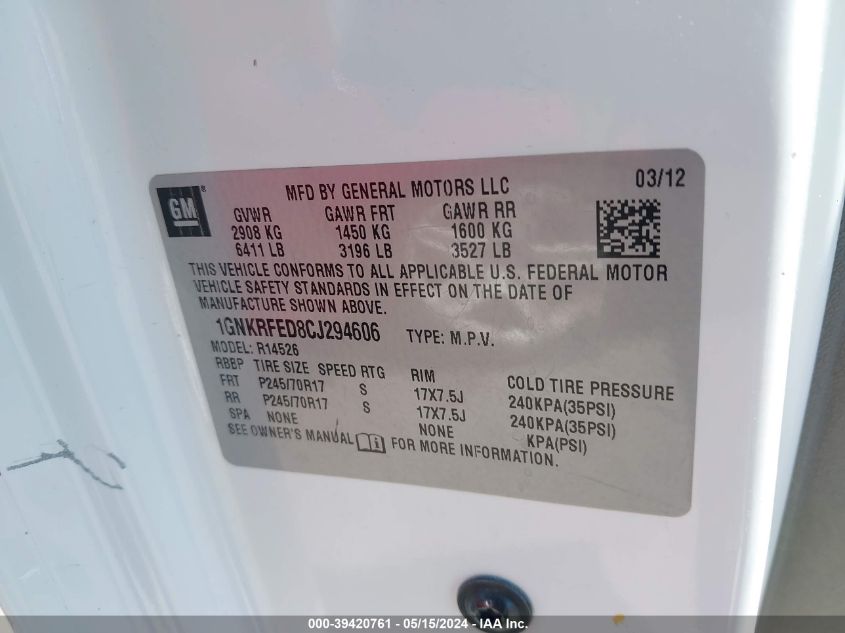 GM®
MFD BY GENERAL MOTORS LLC 03/12
GVWR GAWR FRT GAWR RR
2908 KG 1450 KG 1600 KG
6411 LB 3196 LB 3527 LB
THIS VEHICLE CONFORMS TO ALL APPLICABLE U.S. FEDERAL MOTOR
VEHICLE SAFETY STANDARDS IN EFFECT ON THE DATE OF
MANUFACTURE SHOWN ABOVE.
1GNKRFED8CJ294606 TYPE: M.P.V.
MODEL: R14526
RBBP TIRE SIZE SPEED RTG RIM COLD TIRE PRESSURE
FRT P245/70R17 S 17X7.5J 240KPA(35PSI)
RR P245/70R17 S 17X7.5J 240KPA(35PSI)
SPA NONE NONE KPA(PSI)
SEE OWNER'S MANUAL FOR MORE INFORMATION.
000-39420761 - 05/15/2024 - IAA Inc.